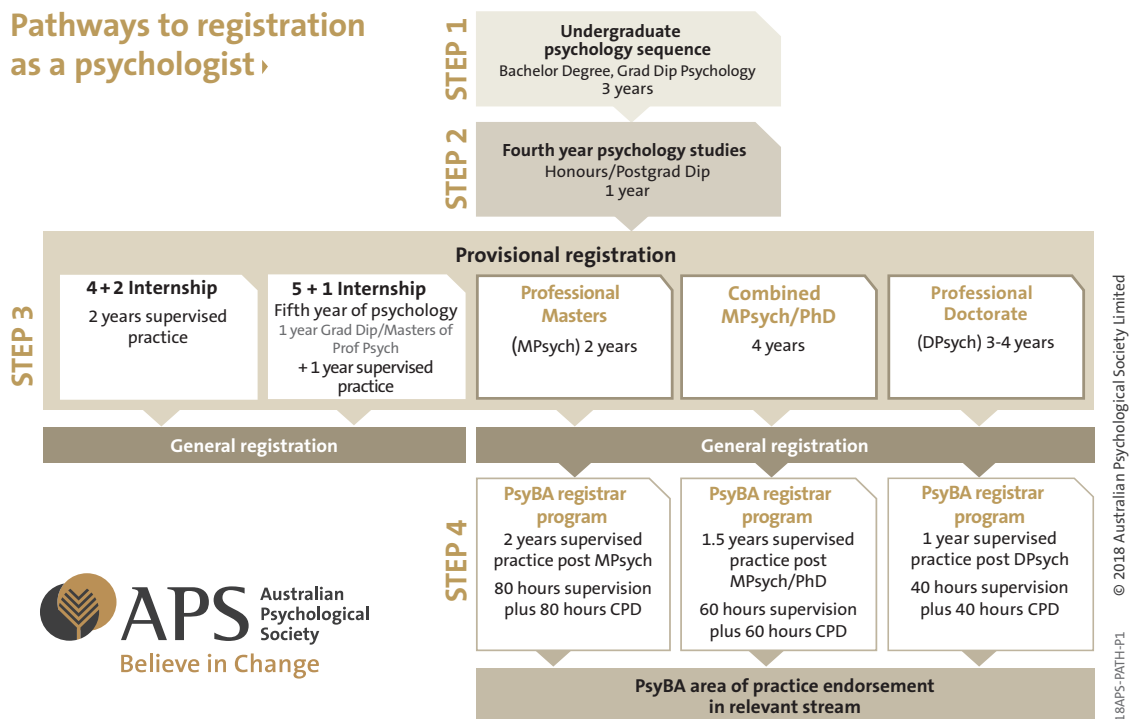 Pathways to registration
as a psychologist ›
STEP 1
Undergraduate
psychology sequence
Bachelor Degree, Grad Dip Psychology
3 years
STEP 2
Fourth year psychology studies
Honours/Postgrad Dip
1 year
STEP 3
Provisional registration
4+2 Internship
2 years supervised
practice
5 + 1 Internship
Fifth year of psychology
1 year Grad Dip/Masters of
Prof Psych
+ 1 year supervised
practice
Professional
Masters
(MPsych) 2 years
Combined
MPsych/PhD
4 years
Professional
Doctorate
(DPsych) 3-4 years
General registration
General registration
STEP 4
PsyBA registrar
program
2 years supervised
practice post MPsych
80 hours supervision
plus 80 hours CPD
PsyBA registrar
program
1.5 years supervised
practice post
MPsych/PhD
60 hours supervision
plus 60 hours CPD
PsyBA registrar
program
1 year supervised
practice post DPsych
40 hours supervision
plus 40 hours CPD
PsyBA area of practice endorsement
in relevant stream
APS
Australian
Psychological
Society
Believe in Change
© 2018 Australian Psychological Society Limited
18APS-PATH-P1